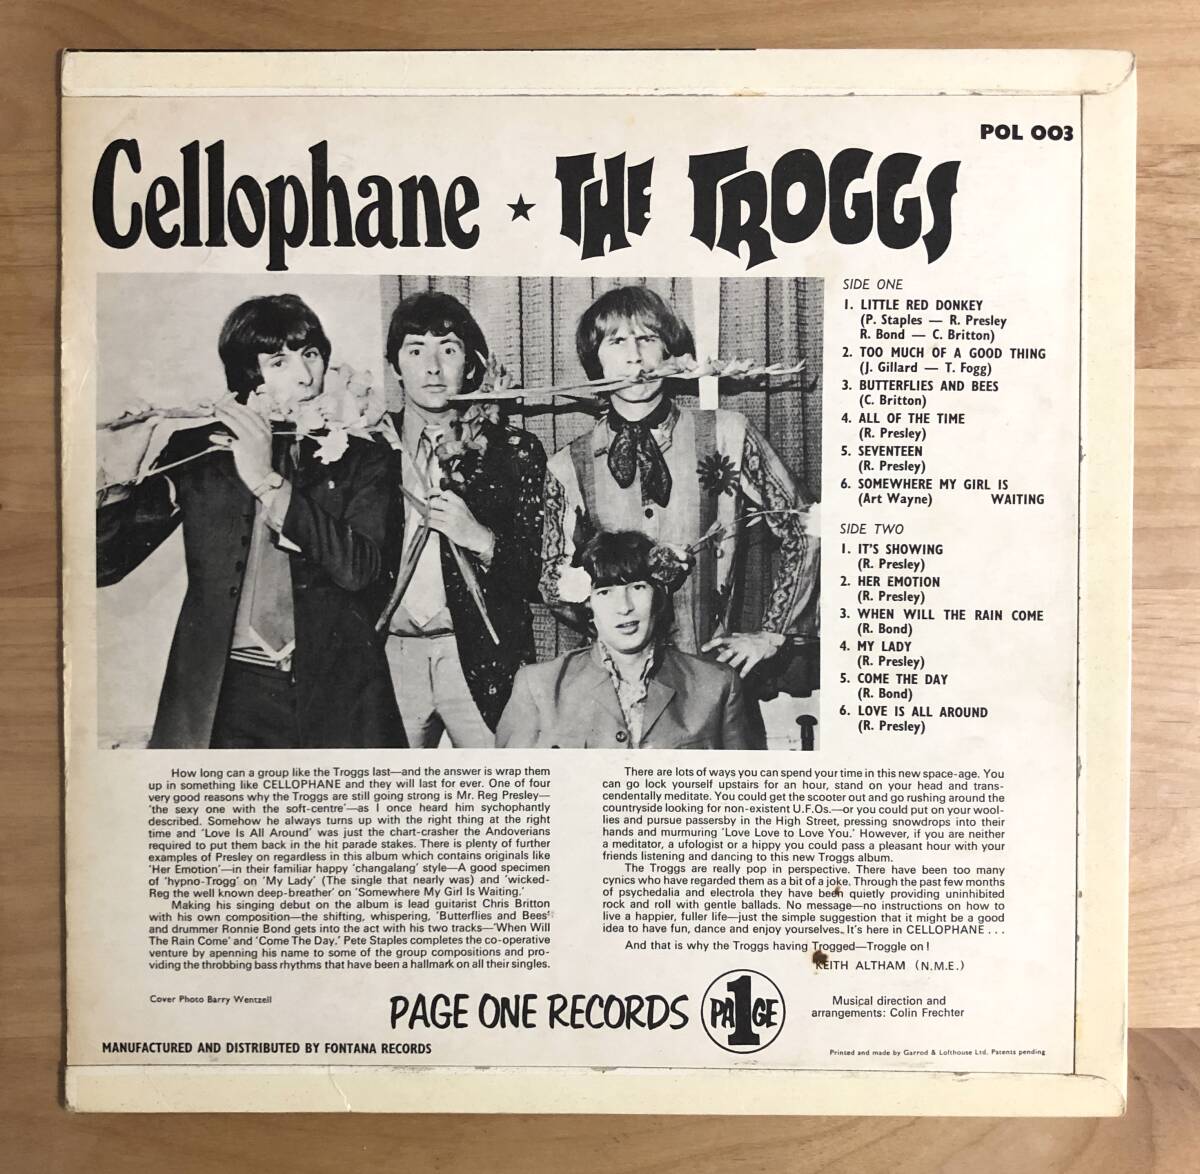 POL 003
Cellophane ★ THE TROGGS
SIDE ONE
1. LITTLE RED DONKEY
(P. Staples — R. Presley
R. Bond — C. Britton)
2. TOO MUCH OF A GOOD THING
(J. Gillard — T. Fogg)
3. BUTTERFLIES AND BEES
(C. Britton)
4. ALL OF THE TIME
(R. Presley)
5. SEVENTEEN
(R. Presley)
6. SOMEWHERE MY GIRL IS
(Art Wayne) WAITING
SIDE TWO
1. IT'S SHOWING
(R. Presley)
2. HER EMOTION
(R. Presley)
3. WHEN WILL THE RAIN COME
(R. Bond)
4. MY LADY
(R. Presley)
5. COME THE DAY
(R. Bond)
6. LOVE IS ALL AROUND
(R. Presley)
How long can a group like the Troggs last—and the answer is wrap them
up in something like CELLOPHANE and they will last for ever. One of four
very good reasons why the Troggs are still going strong is Mr. Reg Presley—
'the sexy one with the soft-centre'—as I once heard him sychophantly
described. Somehow he always turns up with the right thing at the right
time and 'Love Is All Around' was just the chart-crasher the Andoverians
required to put them back in the hit parade stakes. There is plenty of further
examples of Presley on regardless in this album which contains originals like
'Her Emotion'—in their familiar happy 'changalang' style—A good specimen
of 'hypno-Trogg' on 'My Lady' (The single that nearly was) and 'wicked-
Reg the well known deep-breather' on 'Somewhere My Girl Is Waiting.'
Making his singing debut on the album is lead guitarist Chris Britton
with his own composition—the shifting, whispering, 'Butterflies and Bees'
and drummer Ronnie Bond gets into the act with his two tracks—'When Will
The Rain Come' and 'Come The Day.' Pete Staples completes the co-operative
venture by apenning his name to some of the group compositions and pro-
viding the throbbing bass rhythms that have been a hallmark on all their singles.
There are lots of ways you can spend your time in this new space-age. You
can go lock yourself upstairs for an hour, stand on your head and trans-
cendentally meditate. You could get the scooter out and go rushing around the
countryside looking for non-existent U.F.Os.—or you could put on your wool-
lies and pursue passersby in the High Street, pressing snowdrops into their
hands and murmuring 'Love Love to Love You.' However, if you are neither
a meditator, a ufologist or a hippy you could pass a pleasant hour with your
friends listening and dancing to this new Troggs album.
The Troggs are really pop in perspective. There have been too many
cynics who have regarded them as a bit of a joke. Through the past few months
of psychedalia and electrola they have been quietly providing uninhibited
rock and roll with gentle ballads. No message—no instructions on how to
live a happier, fuller life—just the simple suggestion that it might be a good
idea to have fun, dance and enjoy yourselves. It's here in CELLOPHANE . . .
And that is why the Troggs having Trogged—Troggle on !
KEITH ALTHAM (N.M.E.)
Cover Photo Barry Wentzell
PAGE ONE RECORDS
PA1GE
Musical direction and
arrangements: Colin Frechter
MANUFACTURED AND DISTRIBUTED BY FONTANA RECORDS
Printed and made by Garrod & Lofthouse Ltd. Patents pending